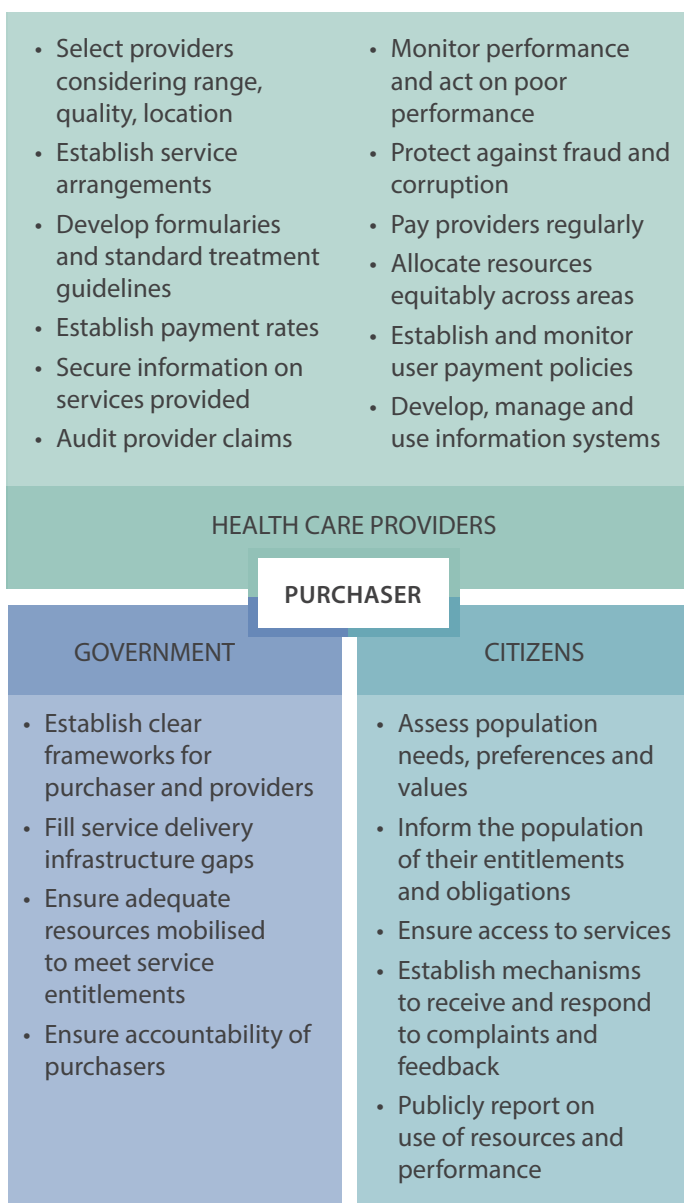 • Select providers
considering range,
quality, location
• Establish service
arrangements
• Develop formularies
and standard treatment
guidelines
• Establish payment rates
• Secure information on
services provided
• Audit provider claims
• Monitor performance
and act on poor
performance
• Protect against fraud and
corruption
• Pay providers regularly
• Allocate resources
equitably across areas
• Establish and monitor
user payment policies
• Develop, manage and
use information systems
HEALTH CARE PROVIDERS
PURCHASER
GOVERNMENT
• Establish clear
frameworks for
purchaser and providers
• Fill service delivery
infrastructure gaps
• Ensure adequate
resources mobilised
to meet service
entitlements
• Ensure accountability of
purchasers
CITIZENS
• Assess population
needs, preferences and
values
• Inform the population
of their entitlements
and obligations
• Ensure access to services
• Establish mechanisms
to receive and respond
to complaints and
feedback
• Publicly report on
use of resources and
performance